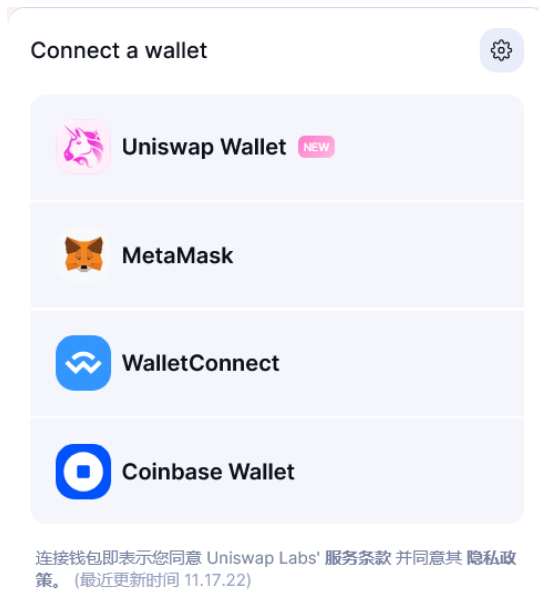 Connect a wallet
Uniswap Wallet NEW
MetaMask
WalletConnect
Coinbase Wallet
连接钱包即表示您同意 Uniswap Labs' 服务条款 并同意其 隐私政
策。 (最近更新时间 11.17.22)